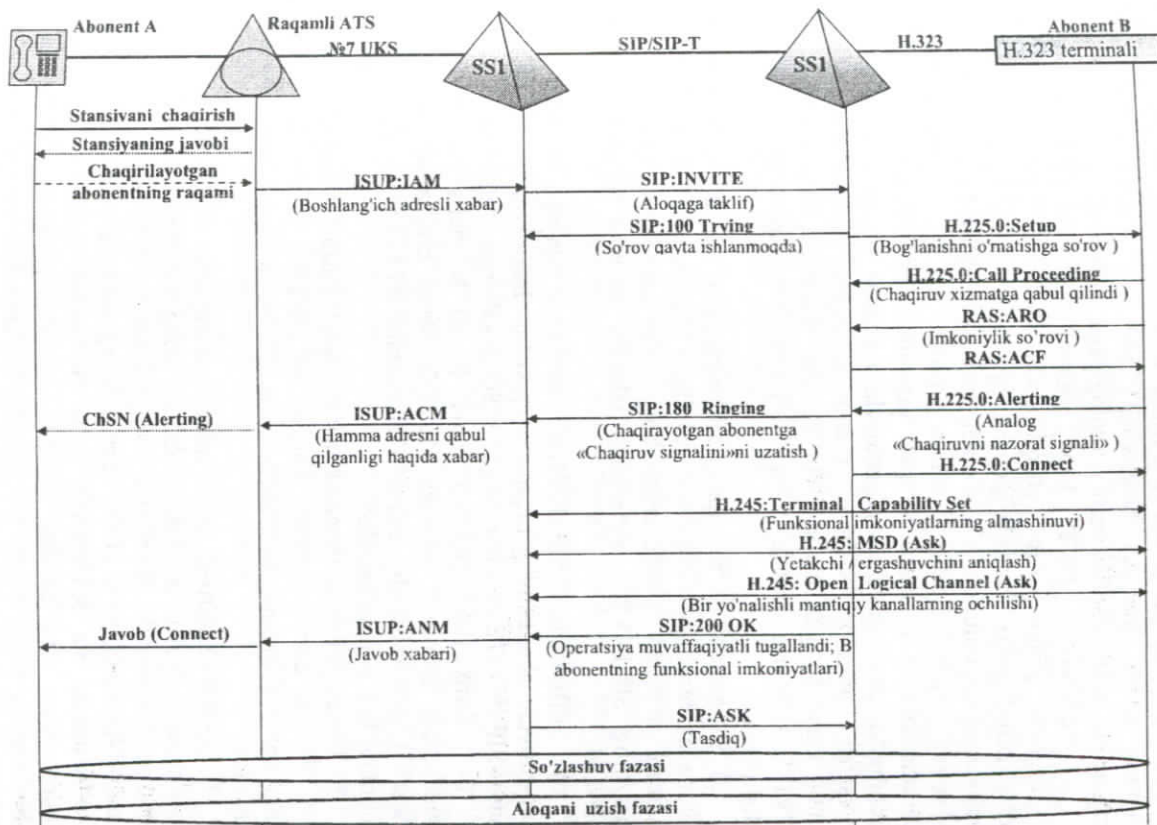 Abonent A
Raqamli ATS
№7 UKS
SS1
SIP/SIP-T
SS1
H.323
Abonent B
H.323 terminali
Stansivani chaqirish
Stansiyaning javobi
Chaqirilayotgan
abonentning raqami
ISUP:IAM
(Boshlang'ich adresli xabar)
SIP:INVITE
(Aloqaga taklif)
SIP:100 Trying
(So'rov qayta ishlanmoqda)
H.225.0:Setup
(Bog'lanishni o'rnatishga so'rov )
H.225.0:Call Proceeding
(Chaqiruv xizmatga qabul qilindi )
RAS:ARO
(Imkoniylik so'rovi )
RAS:ACF
ChSN (Alerting)
ISUP:ACM
(Hamma adresni qabul
qilganligi haqida xabar)
SIP:180 Ringing
(Chaqirayotgan abonentga
«Chaqiruv signalini»ni uzatish )
H.225.0:Alerting
(Analog
«Chaqiruvni nazorat signali» )
H.225.0:Connect
H.245:Terminal Capability Set
(Funksional imkoniyatlarning almashinuvi)
H.245: MSD (Ask)
(Yetakchi / ergashuvchini aniqlash)
H.245: Open Logical Channel (Ask)
(Bir yo'nalishli mantiqiy kanallarning ochilishi)
Javob (Connect)
ISUP:ANM
(Javob xabari)
SIP:200 OK
(Operatsiya muvaffaqiyatli tugallandi; B
abonentning funksional imkoniyatlari)
SIP:ASK
(Tasdiq)
So'zlashuv fazasi
Aloqani uzish fazasi